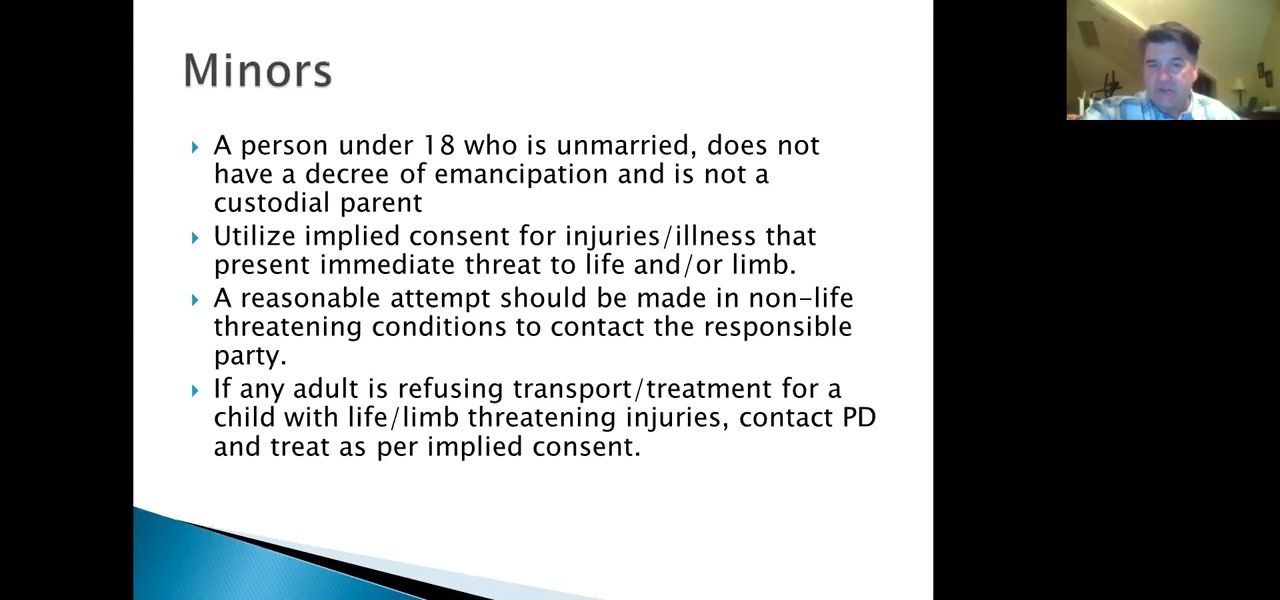 Minors
A person under 18 who is unmarried, does not
have a decree of emancipation and is not a
custodial parent
Utilize implied consent for injuries/illness that
present immediate threat to life and/or limb.
A reasonable attempt should be made in non-life
threatening conditions to contact the responsible
party.
If any adult is refusing transport/treatment for a
child with life/limb threatening injuries, contact PD
and treat as per implied consent.